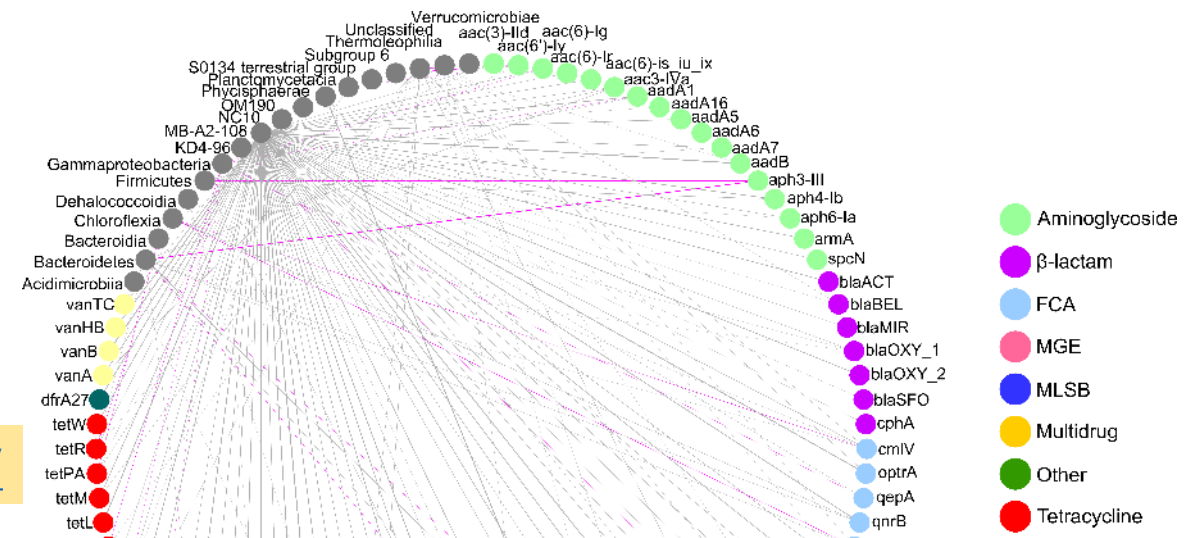 Verrucomicrobiae
Unclassified
Thermoleophilia
Subgroup 6
S0134 terrestrial group
Planctomycetacia
Phycisphaerae
OM190
NC10
MB-A2-108
KD4-96
Gammaproteobacteria
Firmicutes
Dehalococcoidia
Chloroflexia
Bacteroidia
Bacteroideles
Acidimicrobiia
vanTC
vanHB
vanB
vanA
dfrA27
tetW
tetR
tetPA
tetM
tetL
aac(3)-IId
aac(6)-Ig
aac(6')-Iy
aac(6)-Ir
aac(6)-is_iu_ix
aac3-IVa
aadA1
aadA16
aadA5
aadA6
aadA7
aadB
aph3-III
aph4-Ib
aph6-Ia
armA
spcN
blaACT
blaBEL
blaMIR
blaOXY_1
blaOXY_2
blaSFO
cphA
cmlV
optrA
qepA
qnrB
Aminoglycoside
β-lactam
FCA
MGE
MLSB
Multidrug
Other
Tetracycline